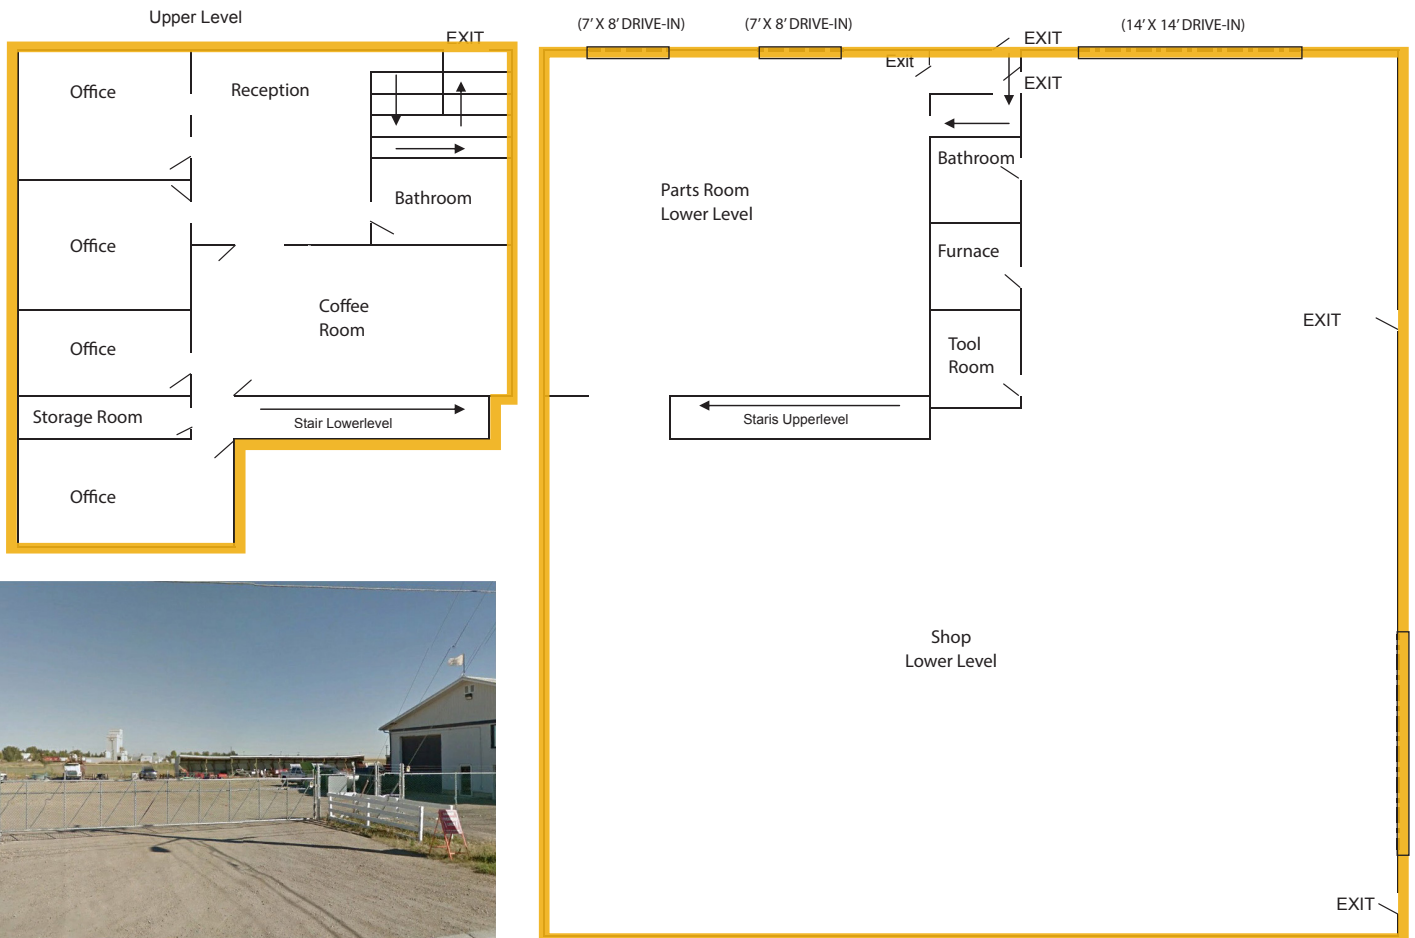 Upper Level
EXIT
Office
Reception
Bathroom
Office
Coffee
Room
Office
Storage Room
Stair Lowerlevel
Office
(7' X 8' DRIVE-IN)
(7' X 8' DRIVE-IN)
EXIT
(14' X 14' DRIVE-IN)
Exit
EXIT
Bathroom
Parts Room
Lower Level
Furnace
EXIT
Tool
Room
Staris Upperlevel
Shop
Lower Level
EXIT